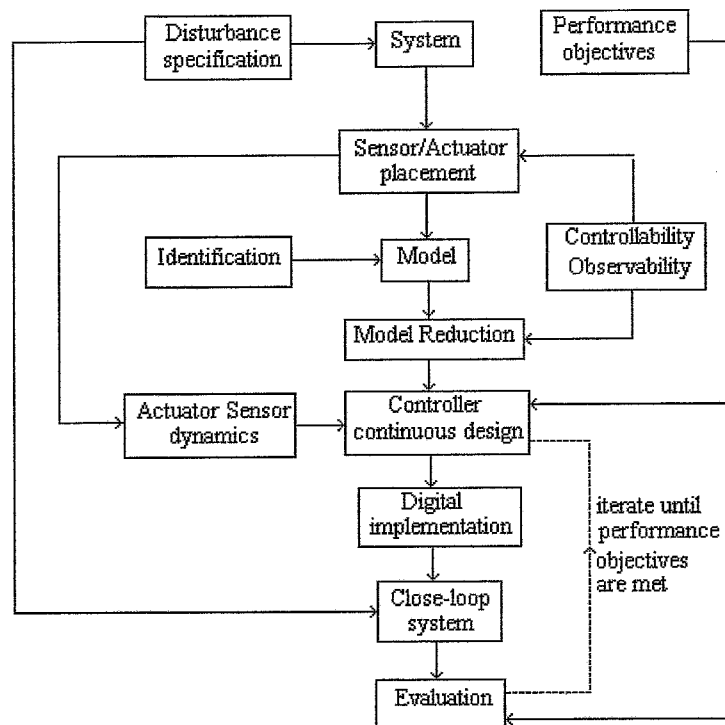 Disturbance
specification
System
Performance
objectives
Sensor/Actuator
placement
Identification
Model
Controllability
Observability
Model Reduction
Actuator Sensor
dynamics
Controller
continuous design
Digital
implementation
iterate until
performance
objectives
are met
Close-loop
system
Evaluation